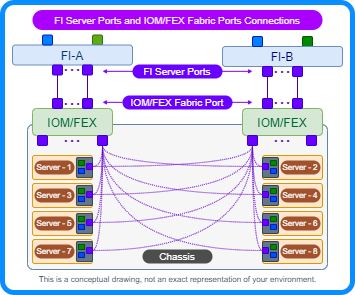 FI Server Ports and IOM/FEX Fabric Ports Connections
FI-A
FI-B
FI Server Ports
IOM/FEX Fabric Port
IOM/FEX
IOM/FEX
Server - 1
Server - 2
Server - 3
Server - 4
Server - 5
Server - 6
Server - 7
Server - 8
Chassis
This is a conceptual drawing, not an exact representation of your environment.